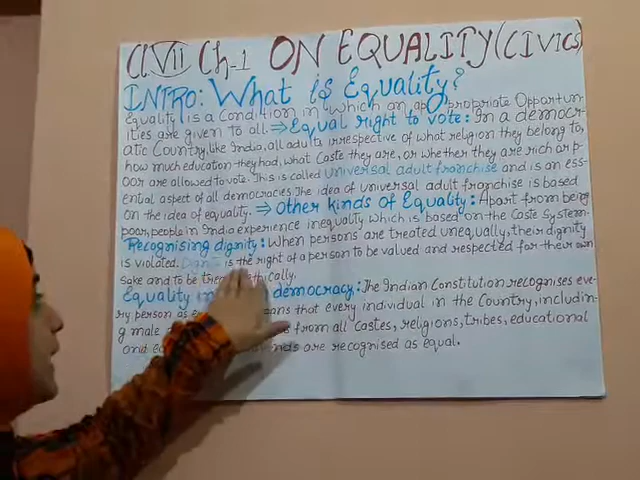 CIVII Ch-1 ON EQUALITY(CIVICS)
INTRO: WHAT iS EQUALiTY?
Equality is a Condition in which an appropriate Opportun-
ities are given to all. ⇒ Equal right to vote: In a democr-
atic Country, like India, all adults irrespective of what religion they belong to
how much education they had, what Caste they are, or whether they are rich or p-
oor are allowed to vote. This is called universal adult franchise and is an ess-
ential aspect of all democracies The idea of universal adult franchise is based
on the idea of equality. ⇒ Other kinds of Equality: Apart from being
poor, people in India experience inequality which is based on the Caste System.
Recognising dignity: When persons are treated unequally, their dignity
is violated. Dignity is the right of a person to be valued and respected for their own
sake and to be ethically.
Equality in democracy: The Indian Constitution recognises eve-
ry person as that every individual in the Country, includin-
g male from all Castes, religions, tribes, educational
and are recognised as equal.